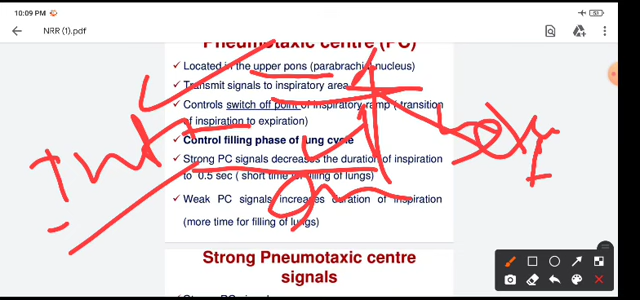 10:09 PM
NRR (1).pdf
Pneumotaxic centre (PC)
✓ Located in the upper pons (parabrachial nucleus)
✓ Transmit signals to inspiratory area
✓ Controls switch off point of inspiratory ramp (transition
of inspiration to expiration)
✓ Control filling phase of lung cycle
✓ Strong PC signals decreases the duration of inspiration
to 0.5 sec ( short time for filling of lungs)
✓ Weak PC signals increases duration of inspiration
(more time for filling of lungs)
Strong Pneumotaxic centre
signals